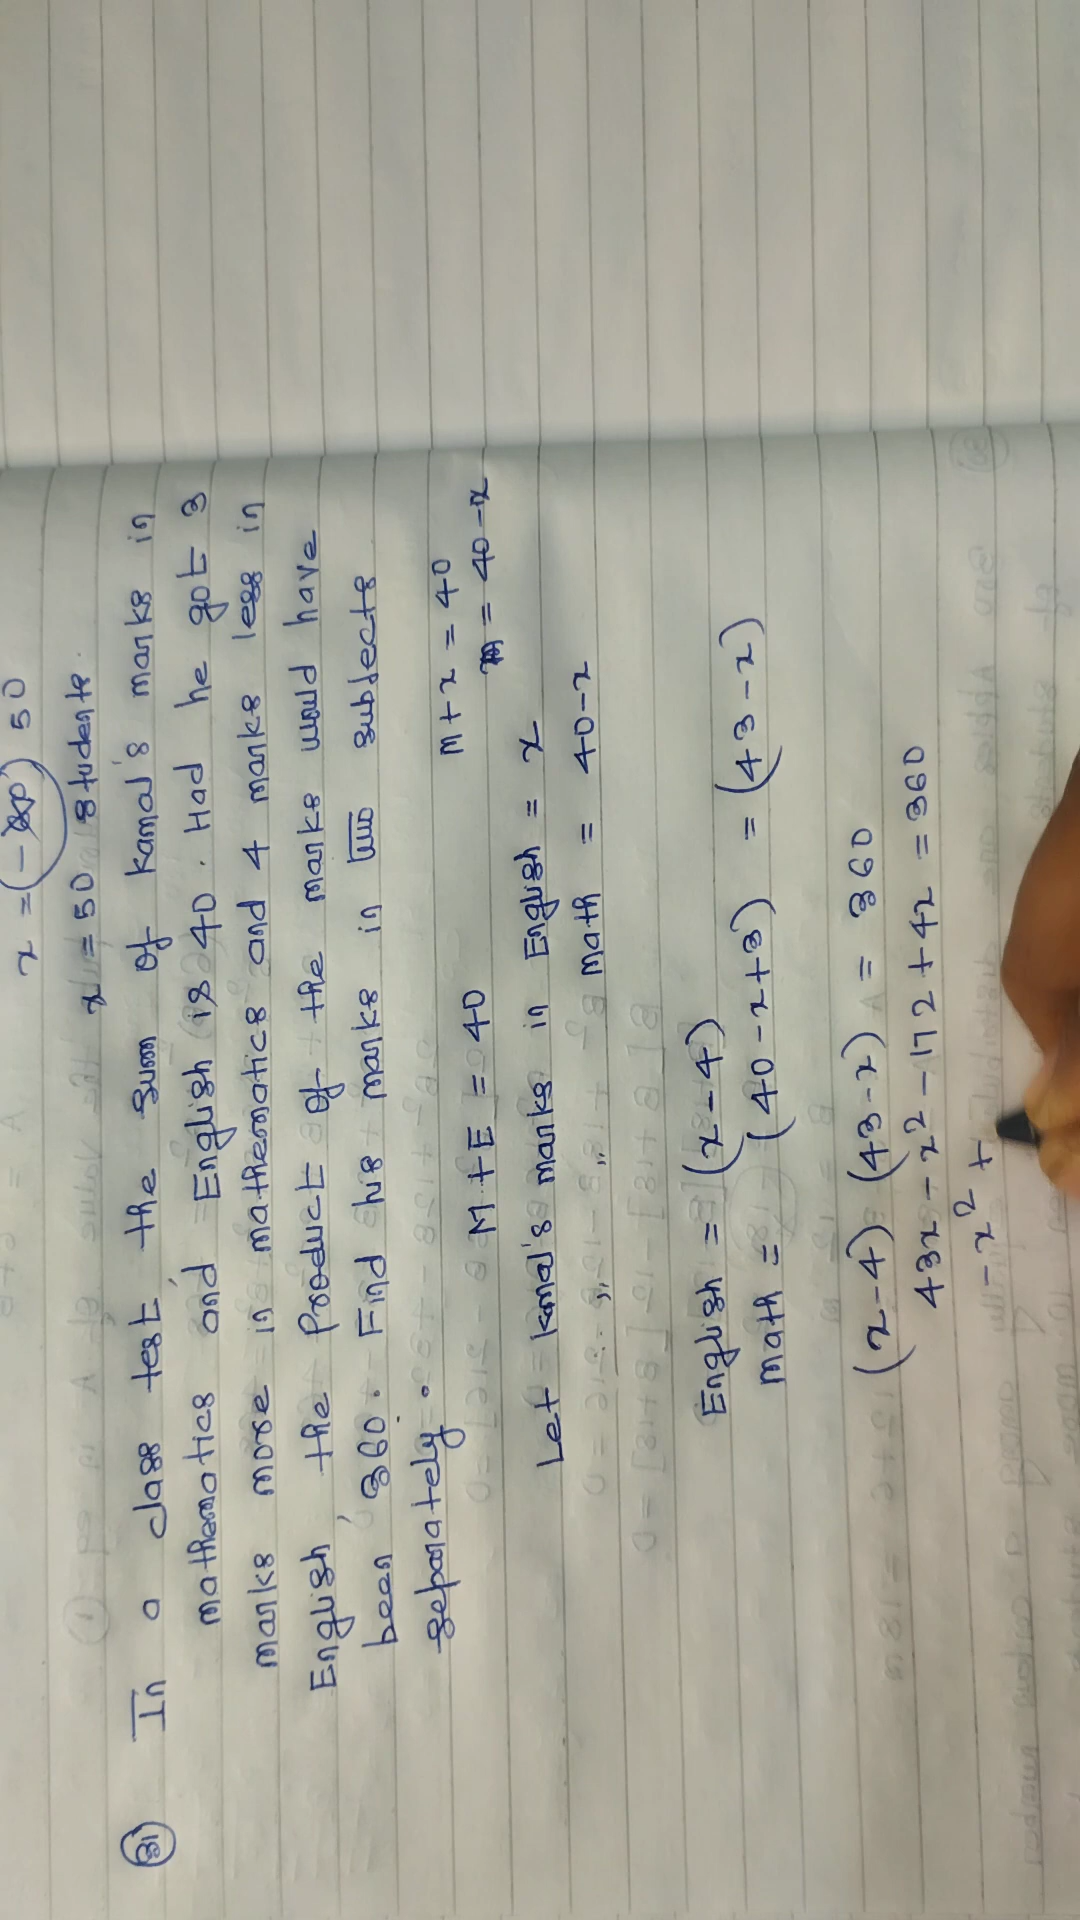 x = (- 50
x = 50 students.
31 In a class test the sum of Kamal's marks in
mathematics and English is 40. Had he got 3
marks more in mathematics and 4 marks less in
English the Product of the marks would have
been 360. Find his marks in two subjects
separately.
M + E = 40 M + x = 40
M = 40 - x
Let Kamal's marks in English = x
,, ,, Math = 40 - x
English = (x - 4)
Math = (40 - x + 3) = (43 - x)
(x - 4) (43 - x) = 360
43x - x² - 172 + 4x = 360
- x² +